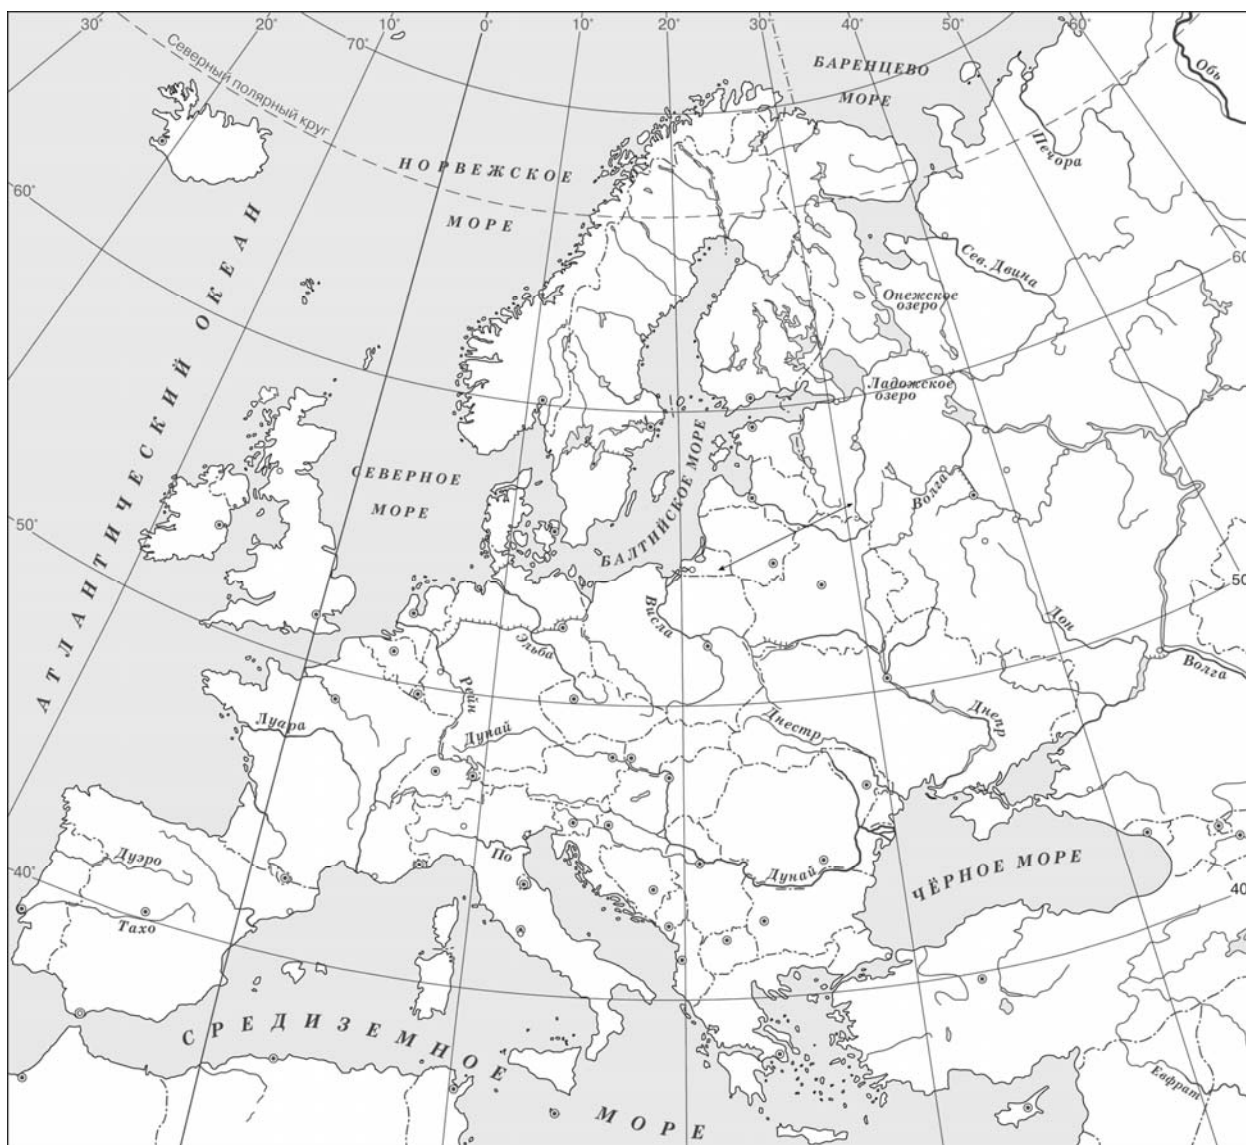 30°
20°
10°
0°
10°
20°
30°
40°
50°
60°
70°
Северный полярный круг
БАРЕНЦЕВО
МОРЕ
Обь
Печора
НОРВЕЖСКОЕ
МОРЕ
60°
60
Сев. Двина
Онежское
озеро
Ладожское
озеро
АТЛАНТИЧЕСКИЙ ОКЕАН
СЕВЕРНОЕ
МОРЕ
БАЛТИЙСКОЕ МОРЕ
Волга
50°
50
Висла
Эльба
Дон
Волга
Рейн
Луара
Дунай
Днестр
Днепр
По
Дунай
ЧЁРНОЕ МОРЕ
Дуэро
40°
40
Тахо
СРЕДИЗЕМНОЕ
МОРЕ
Евфрат